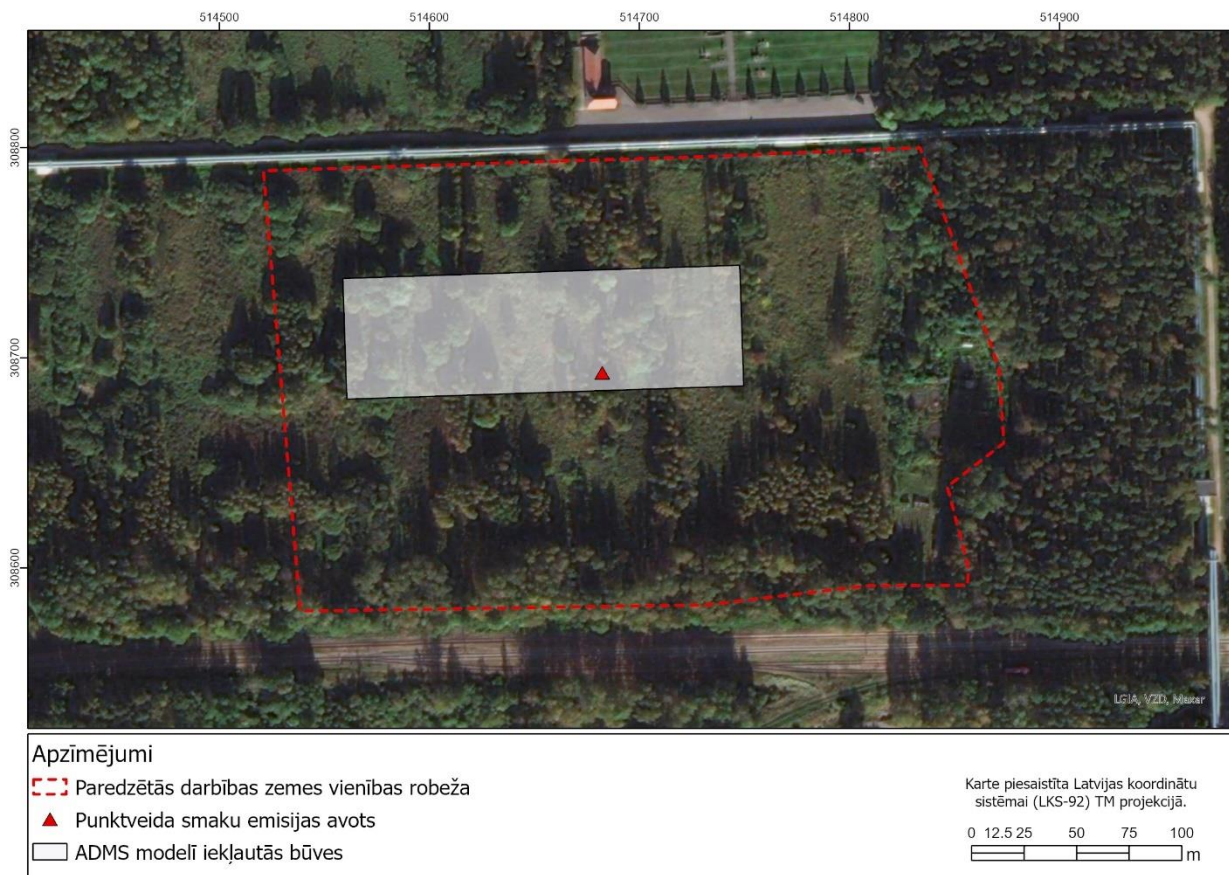 514500 514600 514700 514800 514900
308800
308700
308600
LGIA, VZD, Maxar
Apzīmējumi
Paredzētās darbības zemes vienības robeža
Punktveida smaku emisijas avots
ADMS modelī iekļautās būves
Karte piesaistīta Latvijas koordinātu
sistēmai (LKS-92) TM projekcijā.
0 12.5 25 50 75 100
m